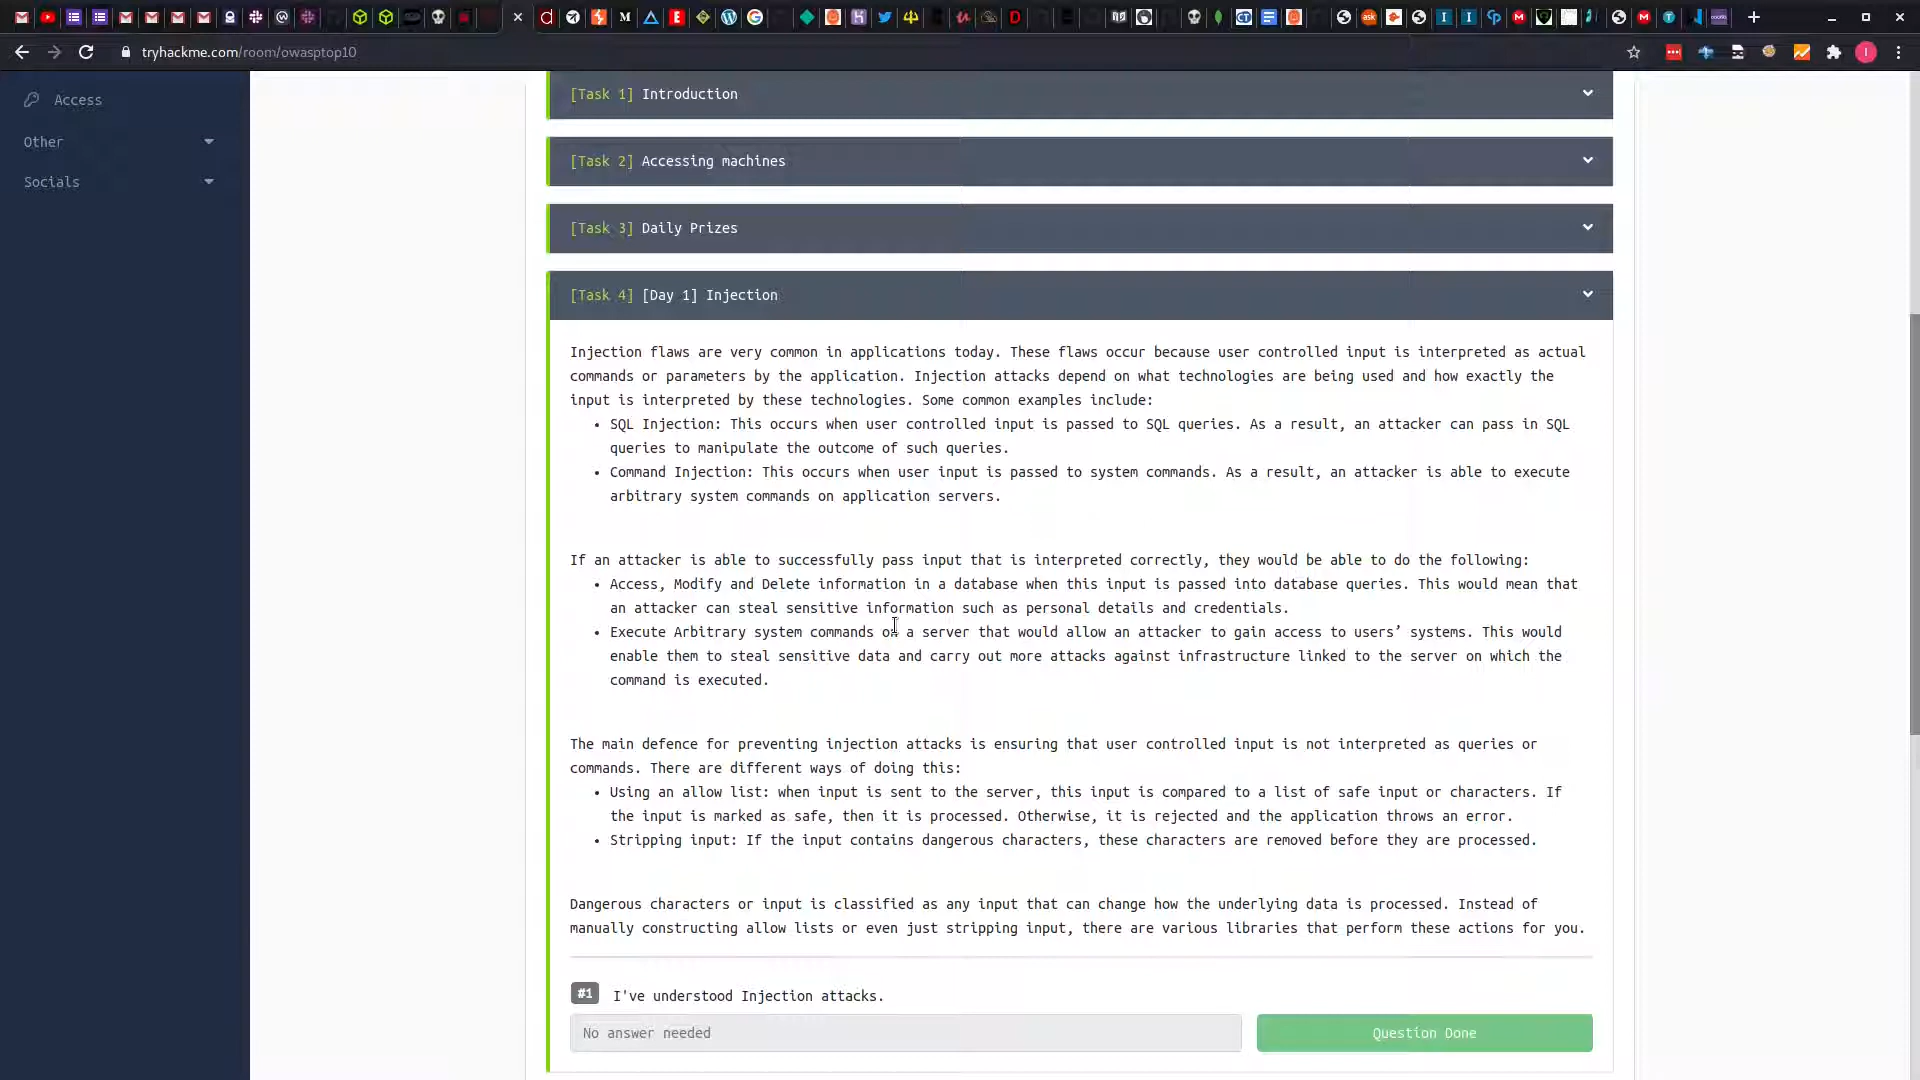 tryhackme.com/room/owasptop10
Access
Other
Socials
[Task 1] Introduction
[Task 2] Accessing machines
[Task 3] Daily Prizes
[Task 4] [Day 1] Injection
Injection flaws are very common in applications today. These flaws occur because user controlled input is interpreted as actual
commands or parameters by the application. Injection attacks depend on what technologies are being used and how exactly the
input is interpreted by these technologies. Some common examples include:
• SQL Injection: This occurs when user controlled input is passed to SQL queries. As a result, an attacker can pass in SQL
queries to manipulate the outcome of such queries.
• Command Injection: This occurs when user input is passed to system commands. As a result, an attacker is able to execute
arbitrary system commands on application servers.
If an attacker is able to successfully pass input that is interpreted correctly, they would be able to do the following:
• Access, Modify and Delete information in a database when this input is passed into database queries. This would mean that
an attacker can steal sensitive information such as personal details and credentials.
• Execute Arbitrary system commands on a server that would allow an attacker to gain access to users’ systems. This would
enable them to steal sensitive data and carry out more attacks against infrastructure linked to the server on which the
command is executed.
The main defence for preventing injection attacks is ensuring that user controlled input is not interpreted as queries or
commands. There are different ways of doing this:
• Using an allow list: when input is sent to the server, this input is compared to a list of safe input or characters. If
the input is marked as safe, then it is processed. Otherwise, it is rejected and the application throws an error.
• Stripping input: If the input contains dangerous characters, these characters are removed before they are processed.
Dangerous characters or input is classified as any input that can change how the underlying data is processed. Instead of
manually constructing allow lists or even just stripping input, there are various libraries that perform these actions for you.
#1 I've understood Injection attacks.
No answer needed
Question Done